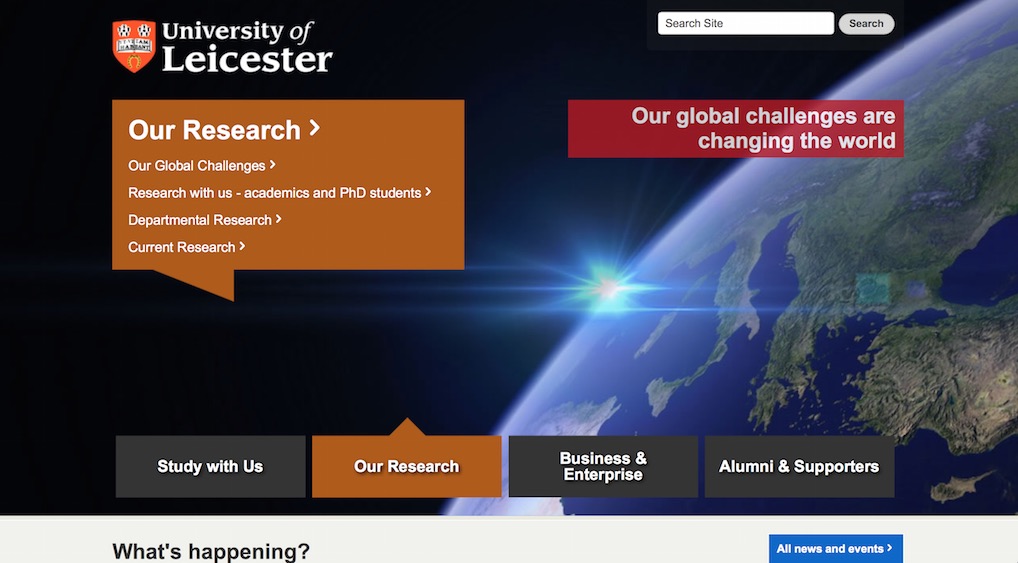 University of
Leicester
Search Site
Search
Our Research
Our Global Challenges
Research with us - academics and PhD students
Departmental Research
Current Research
Our global challenges are
changing the world
Study with Us
Our Research
Business &
Enterprise
Alumni & Supporters
What's happening?
All news and events